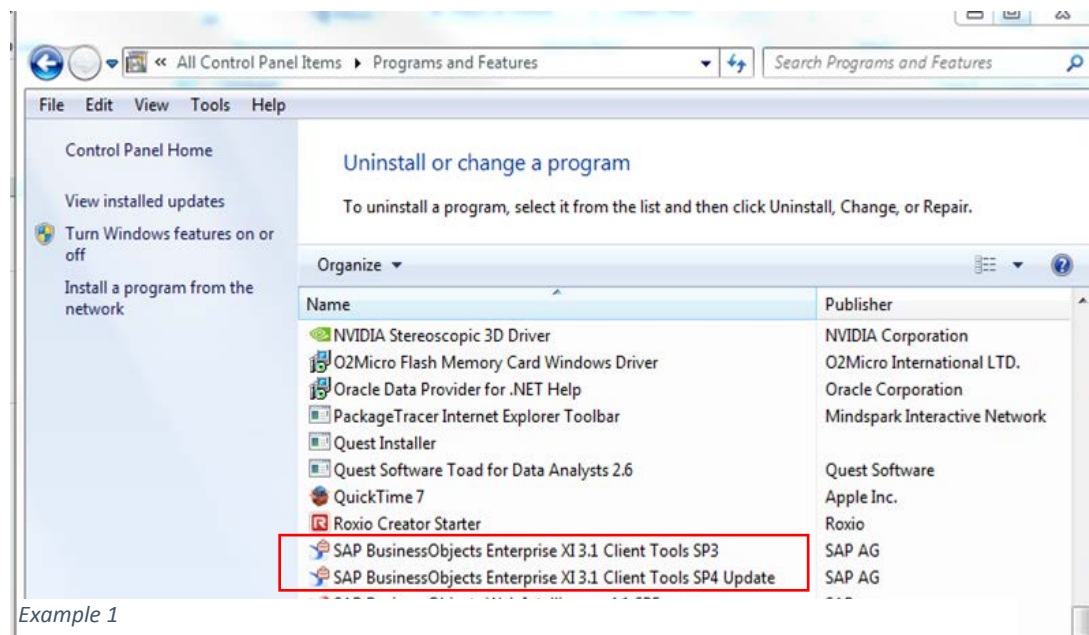 « All Control Panel Items ▸ Programs and Features
Search Programs and Features
File Edit View Tools Help
Control Panel Home
View installed updates
Turn Windows features on or
off
Install a program from the
network
Uninstall or change a program
To uninstall a program, select it from the list and then click Uninstall, Change, or Repair.
Organize
Name Publisher
NVIDIA Stereoscopic 3D Driver NVIDIA Corporation
O2Micro Flash Memory Card Windows Driver O2Micro International LTD.
Oracle Data Provider for .NET Help Oracle Corporation
PackageTracer Internet Explorer Toolbar Mindspark Interactive Network
Quest Installer
Quest Software Toad for Data Analysts 2.6 Quest Software
QuickTime 7 Apple Inc.
Roxio Creator Starter Roxio
SAP BusinessObjects Enterprise XI 3.1 Client Tools SP3 SAP AG
SAP BusinessObjects Enterprise XI 3.1 Client Tools SP4 Update SAP AG
Example 1